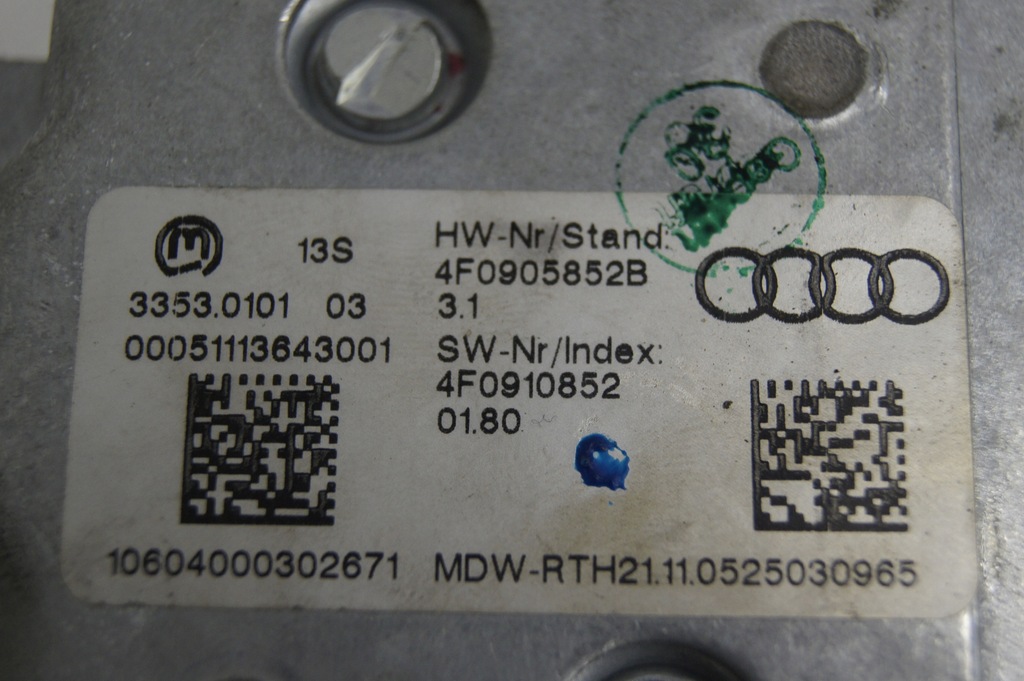 M 13S
3353.0101 03
00051113643001
HW-Nr/Stand:
4F0905852B
3.1
SW-Nr/Index:
4F0910852
01.80
10604000302671 MDW-RTH21.11.0525030965